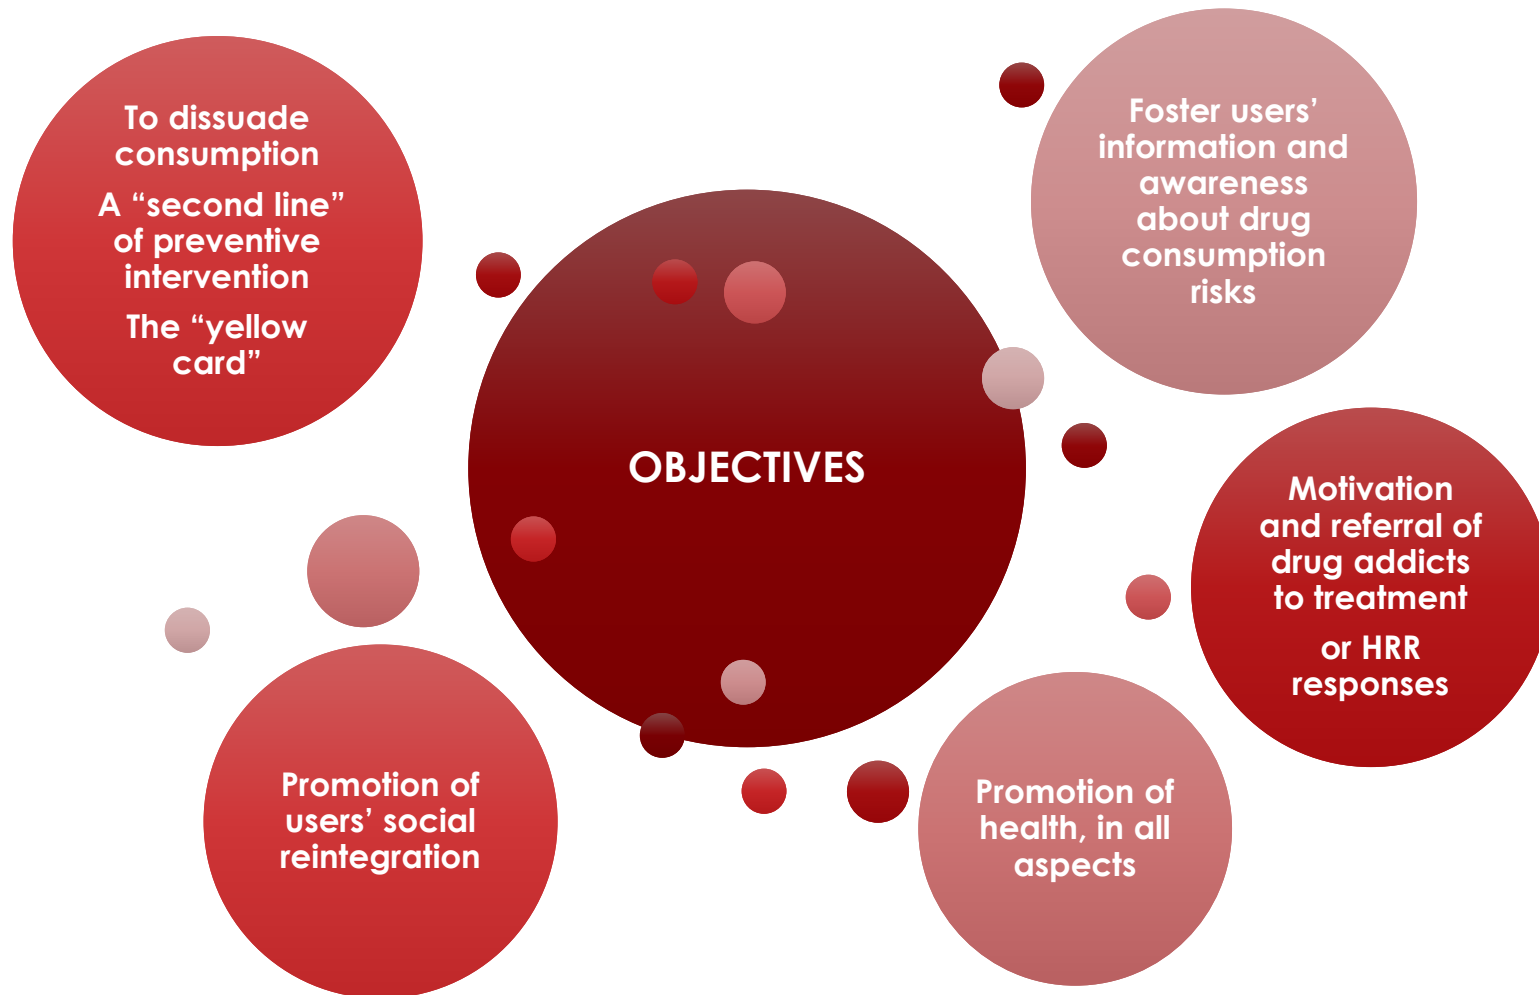 To dissuade
consumption
A “second line”
of preventive
intervention
The “yellow
card”
Foster users’
information and
awareness
about drug
consumption
risks
OBJECTIVES
Motivation
and referral of
drug addicts
to treatment
or HRR
responses
Promotion of
users’ social
reintegration
Promotion of
health, in all
aspects